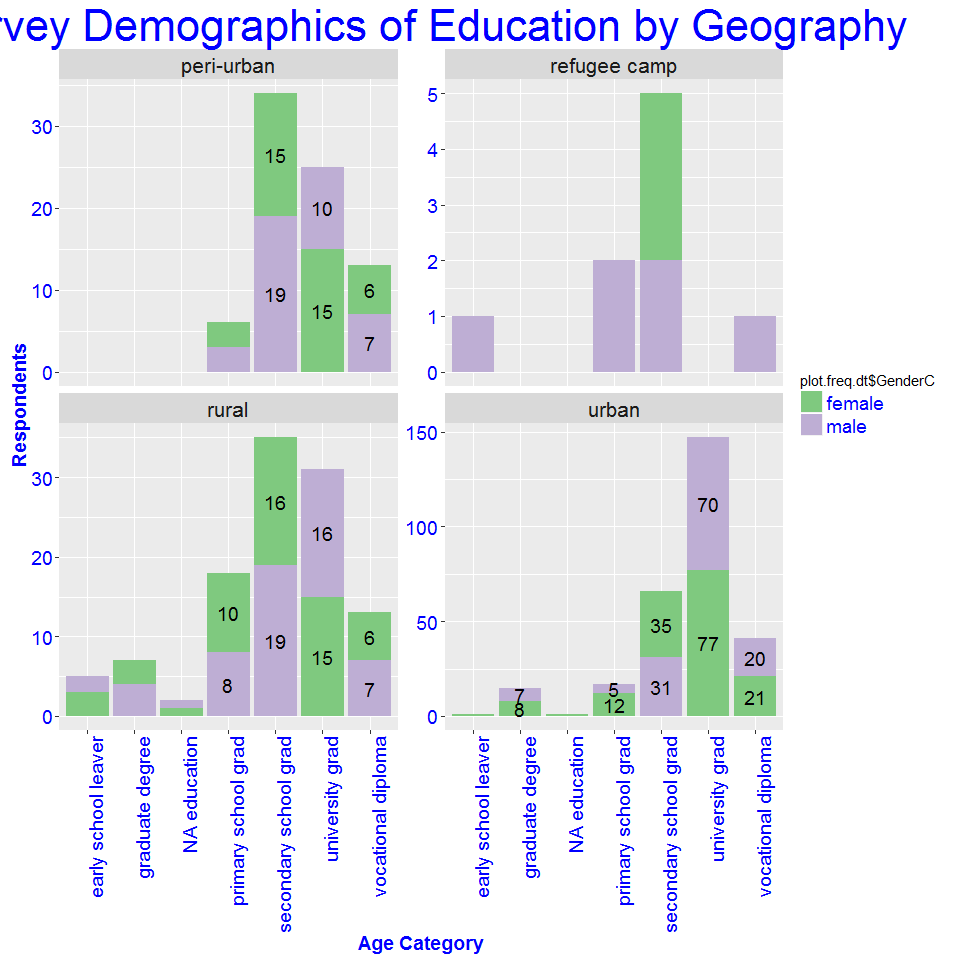 rvey Demographics of Education by Geography
peri-urban
refugee camp
30
20
10
0
15
19
10
15
6
7
5
4
3
2
1
0
Respondents
rural
urban
30
20
10
0
10
8
16
19
16
15
6
7
150
100
50
0
7
8
5
12
35
31
70
77
20
21
plot.freq.dt$GenderC
female
male
early school leaver
graduate degree
NA education
primary school grad
secondary school grad
university grad
vocational diploma
early school leaver
graduate degree
NA education
primary school grad
secondary school grad
university grad
vocational diploma
Age Category